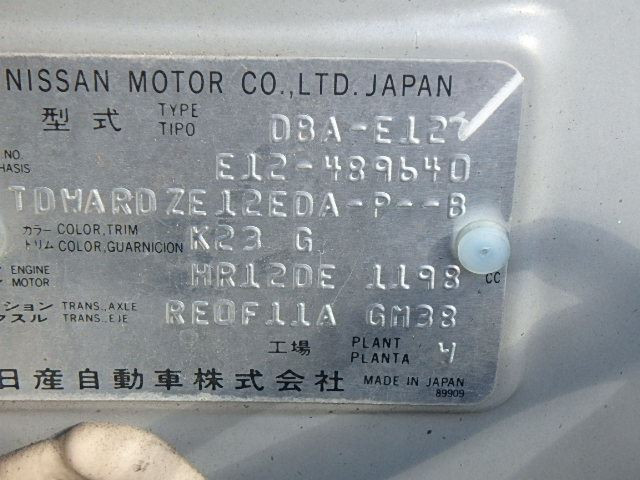 NISSAN MOTOR CO., LTD. JAPAN
型式 TYPE TIPO DBA-E12
NO. HASIS E12-489640
TDWARDZE12EDA-P--B
カラー COLOR, TRIM トリム COLOR, GUARNICION K23 G
ENGINE MOTOR HR12DE 1198 CC
ション TRANS., AXLE クスル TRANS., EJE RE0F11A GM38
工場 PLANT PLANTA 4
日産自動車株式会社 MADE IN JAPAN
89909